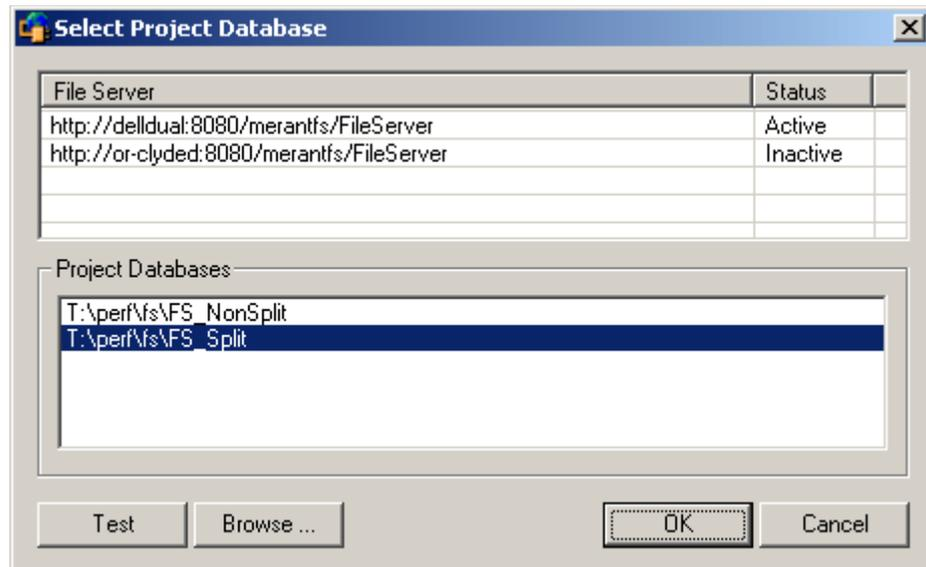 Select Project Database
File Server Status
http://delldual:8080/merantfs/FileServer Active
http://or-clyded:8080/merantfs/FileServer Inactive
Project Databases
T:\perf\fs\FS_NonSplit
T:\perf\fs\FS_Split
Test Browse ... OK Cancel